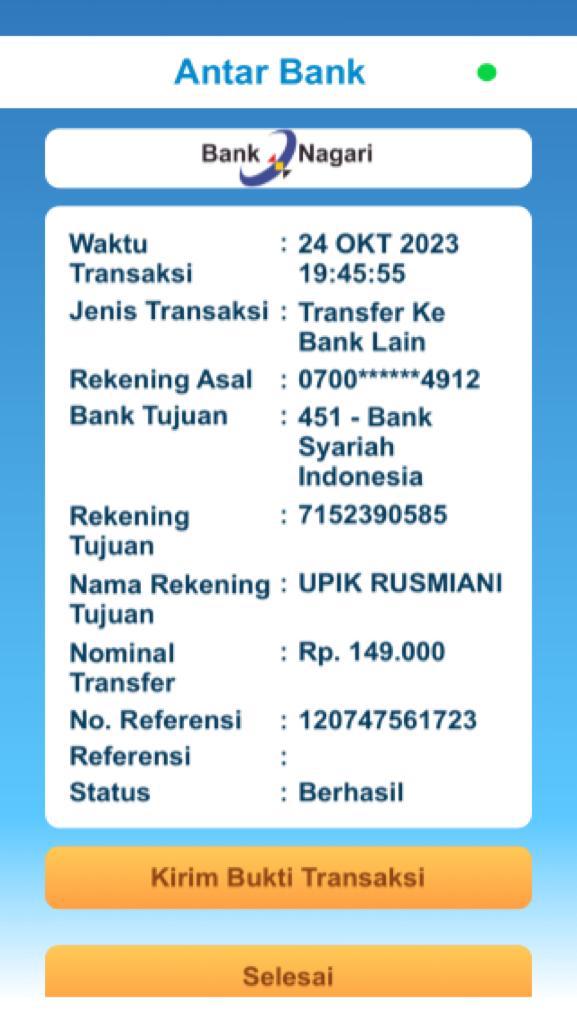 Antar Bank
Bank Nagari
Waktu : 24 OKT 2023
Transaksi 19:45:55
Jenis Transaksi : Transfer Ke
Bank Lain
Rekening Asal : 0700******4912
Bank Tujuan : 451 - Bank
Syariah
Indonesia
Rekening : 7152390585
Tujuan
Nama Rekening : UPIK RUSMIANI
Tujuan
Nominal : Rp. 149.000
Transfer
No. Referensi : 120747561723
Referensi :
Status : Berhasil
Kirim Bukti Transaksi
Selesai